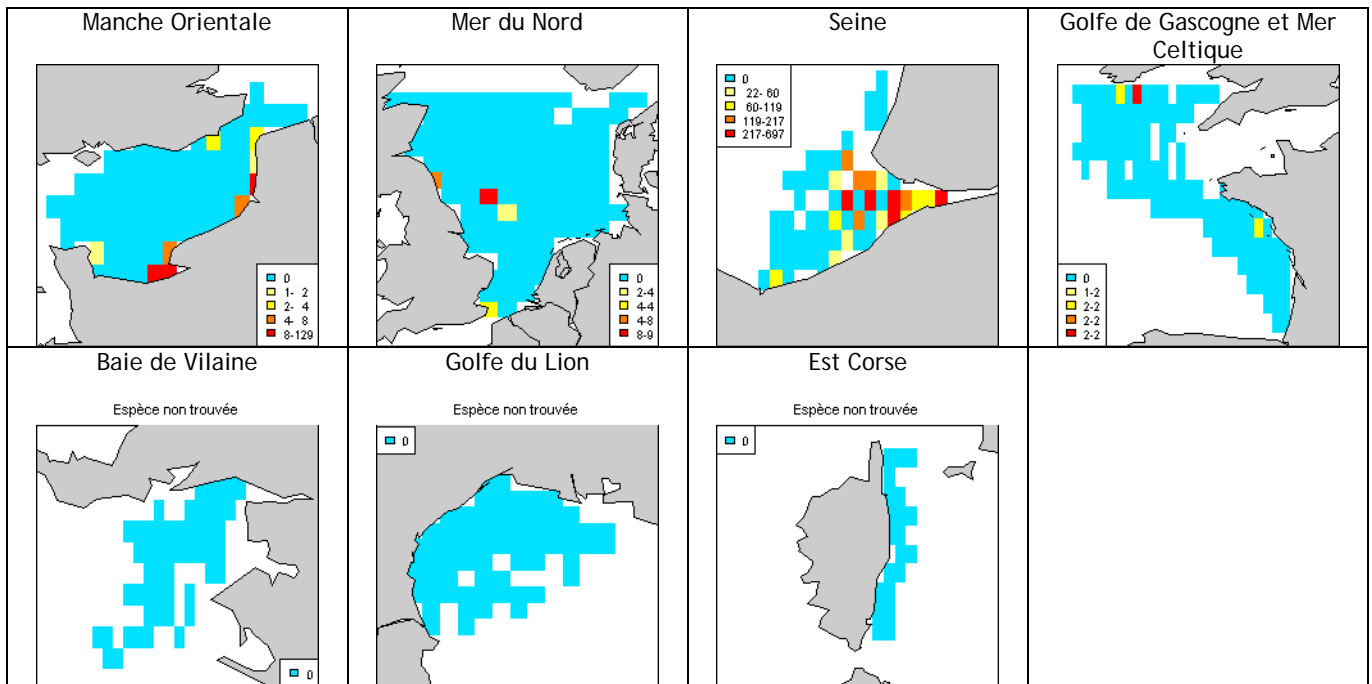 Manche Orientale
0
1- 2
2- 4
4- 8
8-129
Mer du Nord
0
2-4
4-4
4-8
8-9
Seine
0
22- 60
60-119
119-217
217-697
Golfe de Gascogne et Mer
Celtique
0
1-2
2-2
2-2
2-2
Baie de Vilaine
Espèce non trouvée
0
Golfe du Lion
Espèce non trouvée
0
Est Corse
Espèce non trouvée
0